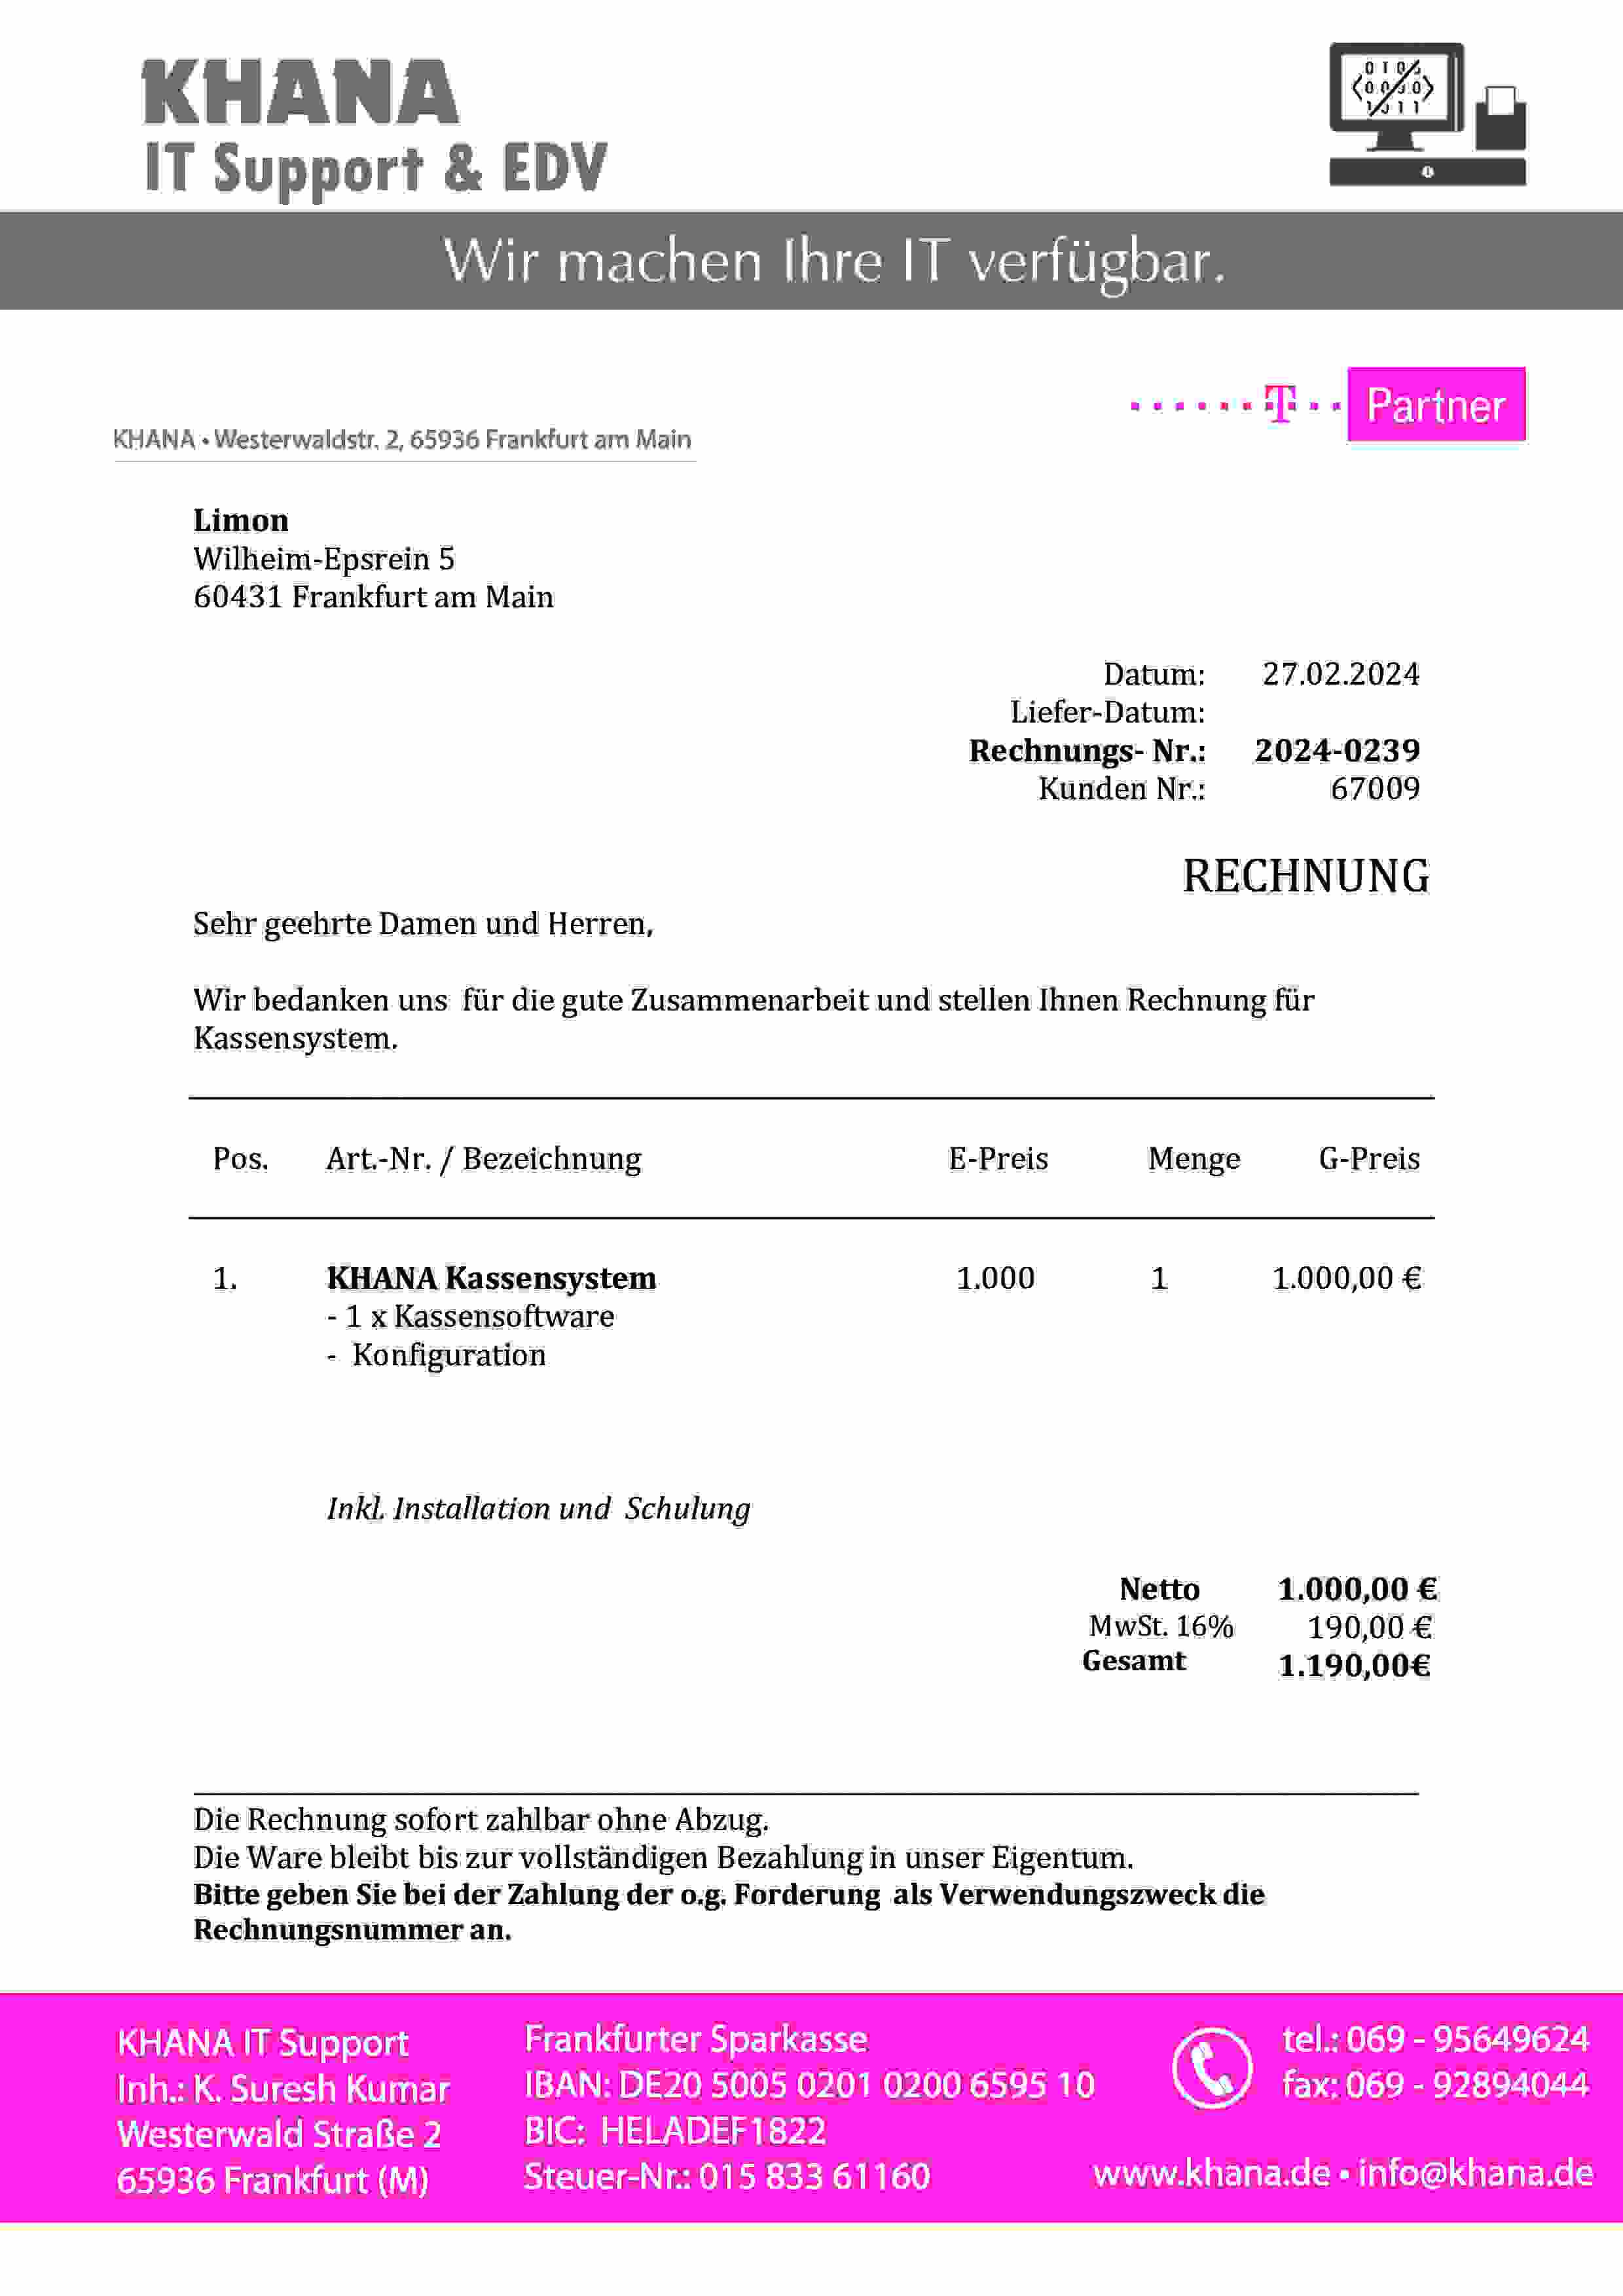 KHANA
IT Support & EDV
Wir machen Ihre IT verfügbar.
T Partner
KHANA • Westerwaldstr. 2, 65936 Frankfurt am Main
Limon
Wilheim-Epsrein 5
60431 Frankfurt am Main
Datum: 27.02.2024
Liefer-Datum:
Rechnungs- Nr.: 2024-0239
Kunden Nr.: 67009
RECHNUNG
Sehr geehrte Damen und Herren,
Wir bedanken uns für die gute Zusammenarbeit und stellen Ihnen Rechnung für
Kassensystem.
Pos. Art.-Nr. / Bezeichnung E-Preis Menge G-Preis
1. KHANA Kassensystem 1.000 1 1.000,00 €
- 1 x Kassensoftware
- Konfiguration
Inkl. Installation und Schulung
Netto 1.000,00 €
MwSt. 16% 190,00 €
Gesamt 1.190,00€
Die Rechnung sofort zahlbar ohne Abzug.
Die Ware bleibt bis zur vollständigen Bezahlung in unser Eigentum.
Bitte geben Sie bei der Zahlung der o.g. Forderung als Verwendungszweck die
Rechnungsnummer an.
KHANA IT Support
Inh.: K. Suresh Kumar
Westerwald Straße 2
65936 Frankfurt (M)
Frankfurter Sparkasse
IBAN: DE20 5005 0201 0200 6595 10
BIC: HELADEF1822
Steuer-Nr.: 015 833 61160
tel.: 069 - 95649624
fax: 069 - 92894044
www.khana.de • info@khana.de